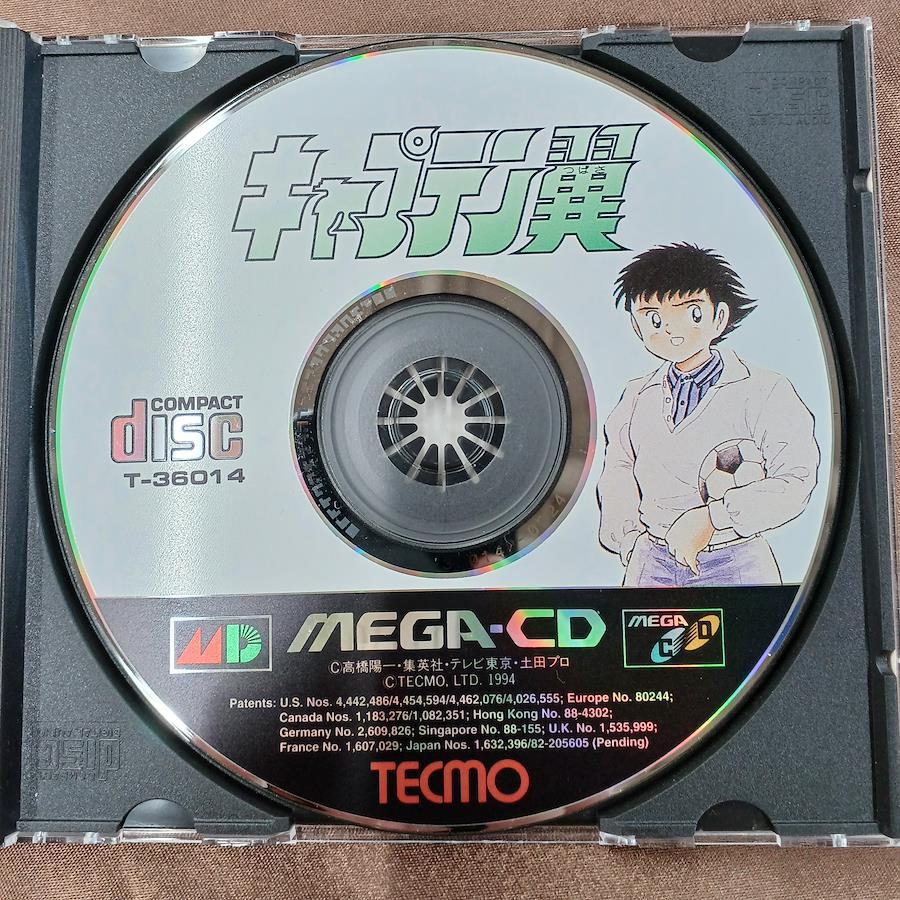 キャプテン翼
つばさ
COMPACT
disc
T-36014
MD
MEGA-CD
MEGA
CD
©高橋陽一・集英社・テレビ東京・土田プロ
©TECMO, LTD. 1994
Patents: U.S. Nos. 4,442,486/4,454,594/4,462,076/4,026,555; Europe No. 80244;
Canada Nos. 1,183,276/1,082,351; Hong Kong No. 88-4302;
Germany No. 2,609,826; Singapore No. 88-155; U.K. No. 1,535,999;
France No. 1,607,029; Japan Nos. 1,632,396/82-205605 (Pending)
TECMO